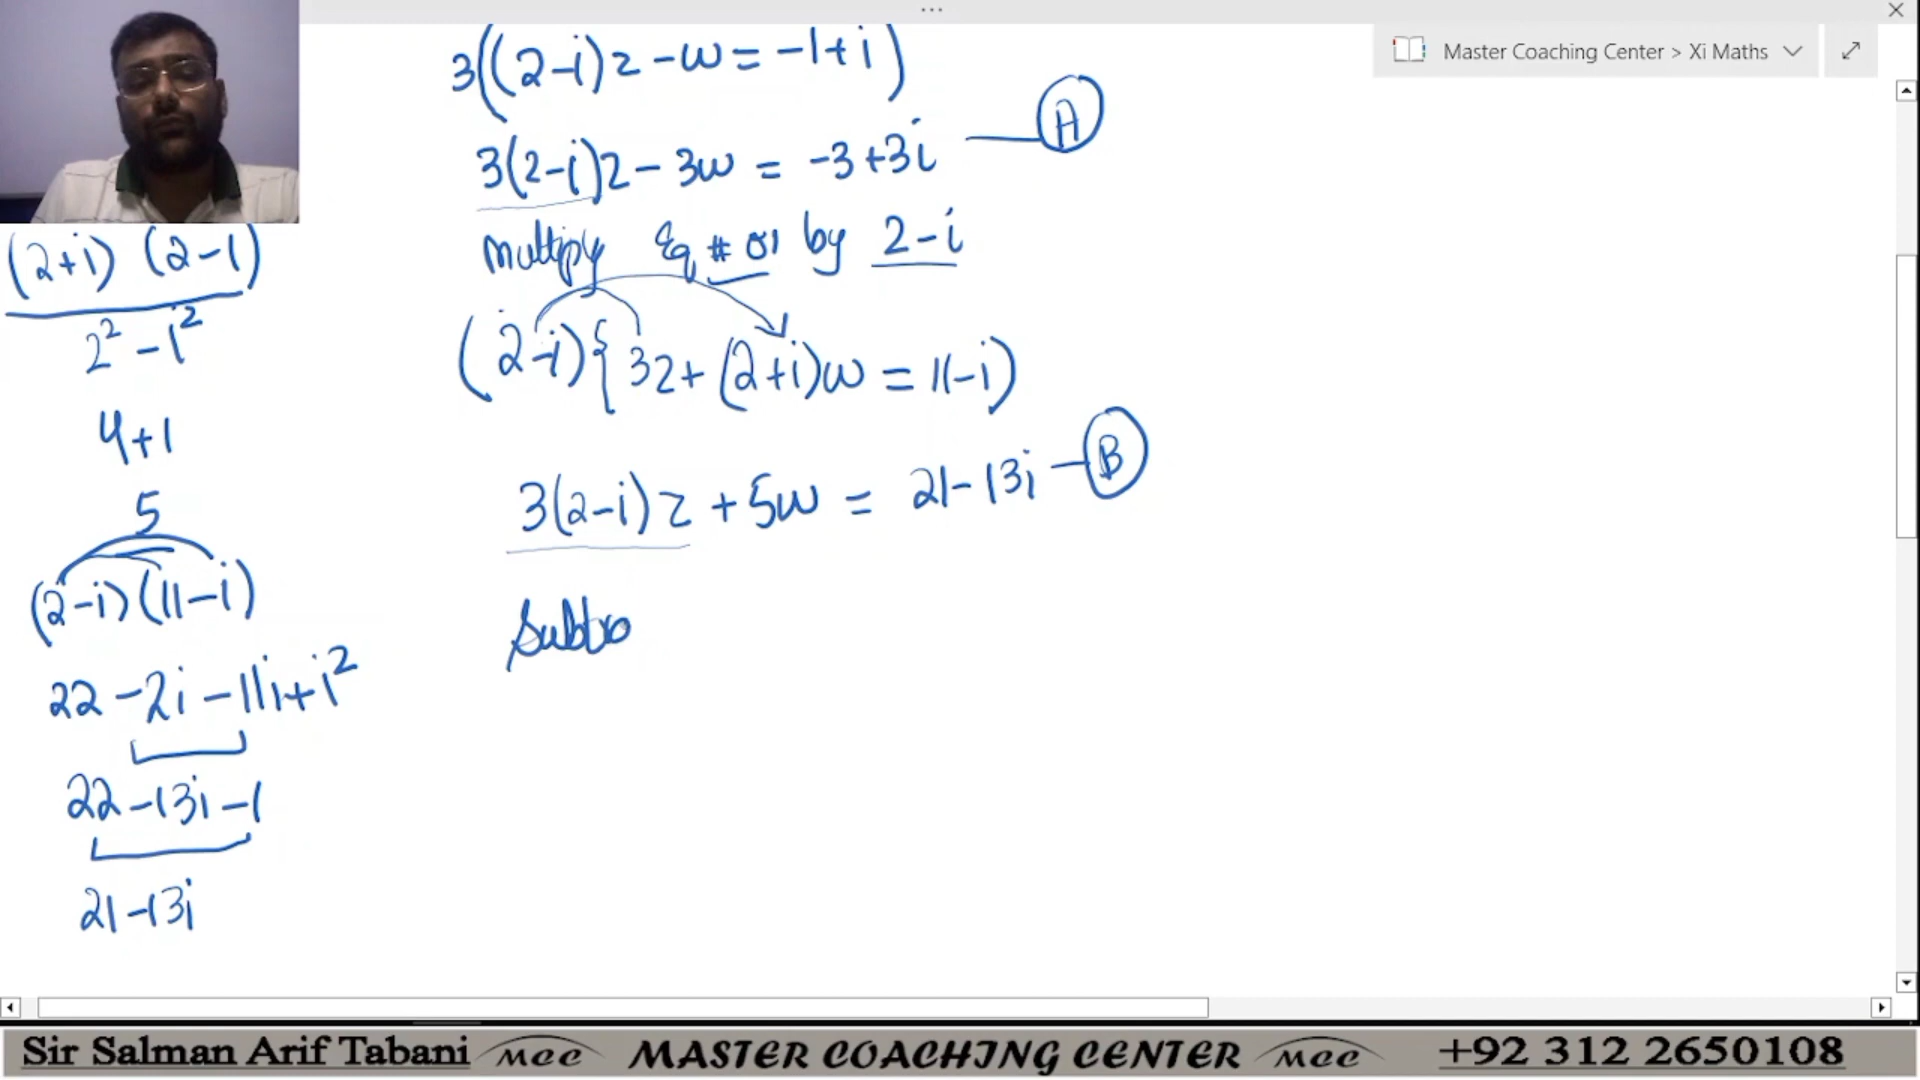 Master Coaching Center > Xi Maths
3((2-i)z - w = -1+i)
3(2-i)z - 3w = -3+3i — A
multiply Eq # 01 by 2-i
(2+i) (2-i)
2² - i²
(2-i){3z + (2+i)w = 11-i)
4+1
5
3(2-i)z + 5w = 21-13i — B
(2-i)(11-i)
Subtra
22 - 2i - 11i + i²
22 - 13i - 1
21 - 13i
Sir Salman Arif Tabani MCC MASTER COACHING CENTER MCC +92 312 2650108